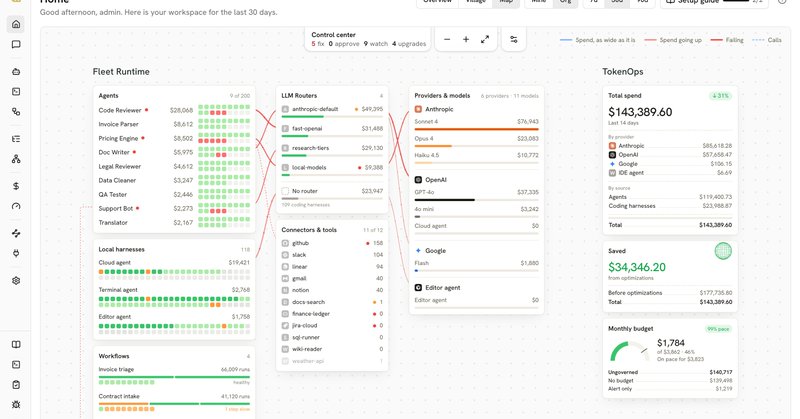 Home
Good afternoon, admin. Here is your workspace for the last 30 days.
Overview Village Map Mine Org 7d 30d 90d Setup guide
Control center
5 fix 0 approve 9 watch 4 upgrades
Spend, as wide as it is Spend going up Failing Calls
Fleet Runtime
Agents 9 of 200
Code Reviewer $28,068
Invoice Parser $8,612
Pricing Engine $8,502
Doc Writer $5,975
Legal Reviewer $4,612
Data Cleaner $3,247
QA Tester $2,446
Support Bot $2,273
Translator $2,167
Local harnesses 118
Cloud agent $19,421
Terminal agent $2,768
Editor agent $1,758
Workflows 4
Invoice triage 66,009 runs
healthy
Contract intake 41,120 runs
1 step slow
LLM Routers 4
anthropic-default $49,395
fast-openai $31,488
research-tiers $29,130
local-models $9,388
No router $23,947
109 coding harnesses
Connectors & tools 11 of 12
github 158
slack 104
linear 94
gmail 40
notion 40
docs-search 1
finance-ledger 0
jira-cloud 0
sql-runner 0
wiki-reader 0
weather-api 1
Providers & models 6 providers · 11 models
Anthropic
Sonnet 4 $76,943
Opus 4 $23,083
Haiku 4.5 $10,772
OpenAI
GPT-4o $37,335
4o mini $3,242
Cloud agent $0
Google
Flash $1,880
Editor agent
Editor agent $0
TokenOps
Total spend ↓ 31%
$143,389.60
Last 14 days
By provider
Anthropic $85,618.28
OpenAI $57,658.47
Google $106.15
IDE agent $6.69
By source
Agents $119,400.73
Coding harnesses $23,988.87
Total $143,389.60
Saved
$34,346.20
from optimizations
Before optimizations $177,735.80
Total $143,389.60
Monthly budget 99% pace
$1,784
of $3,862 · 46%
On pace for $3,823
Ungoverned $140,717
No budget $139,498
Alert only $1,219